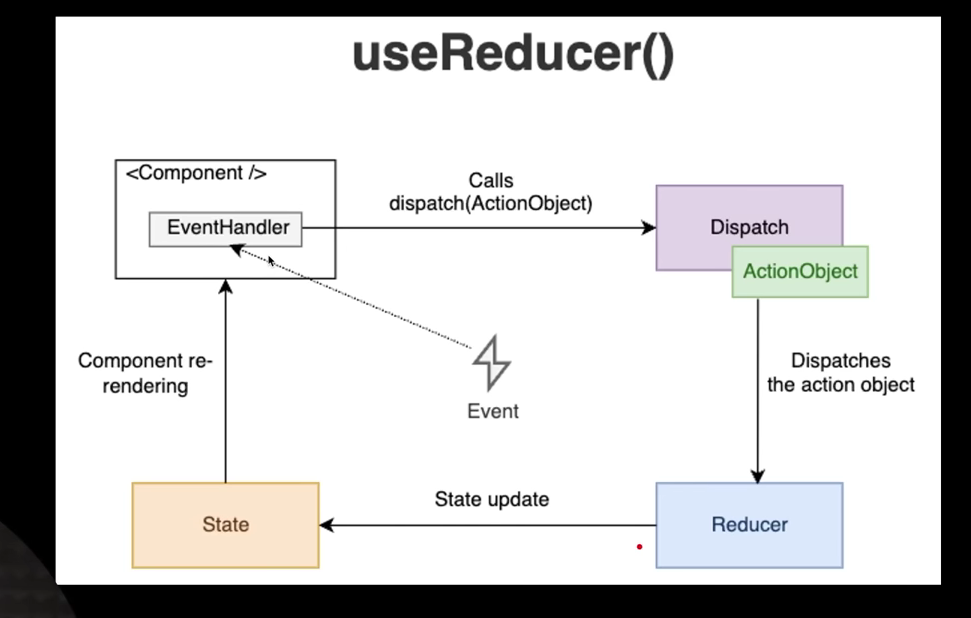 useReducer()
<Component />
EventHandler
Calls
dispatch(ActionObject)
Dispatch
ActionObject
Component re-
rendering
Event
Dispatches
the action object
State
State update
Reducer